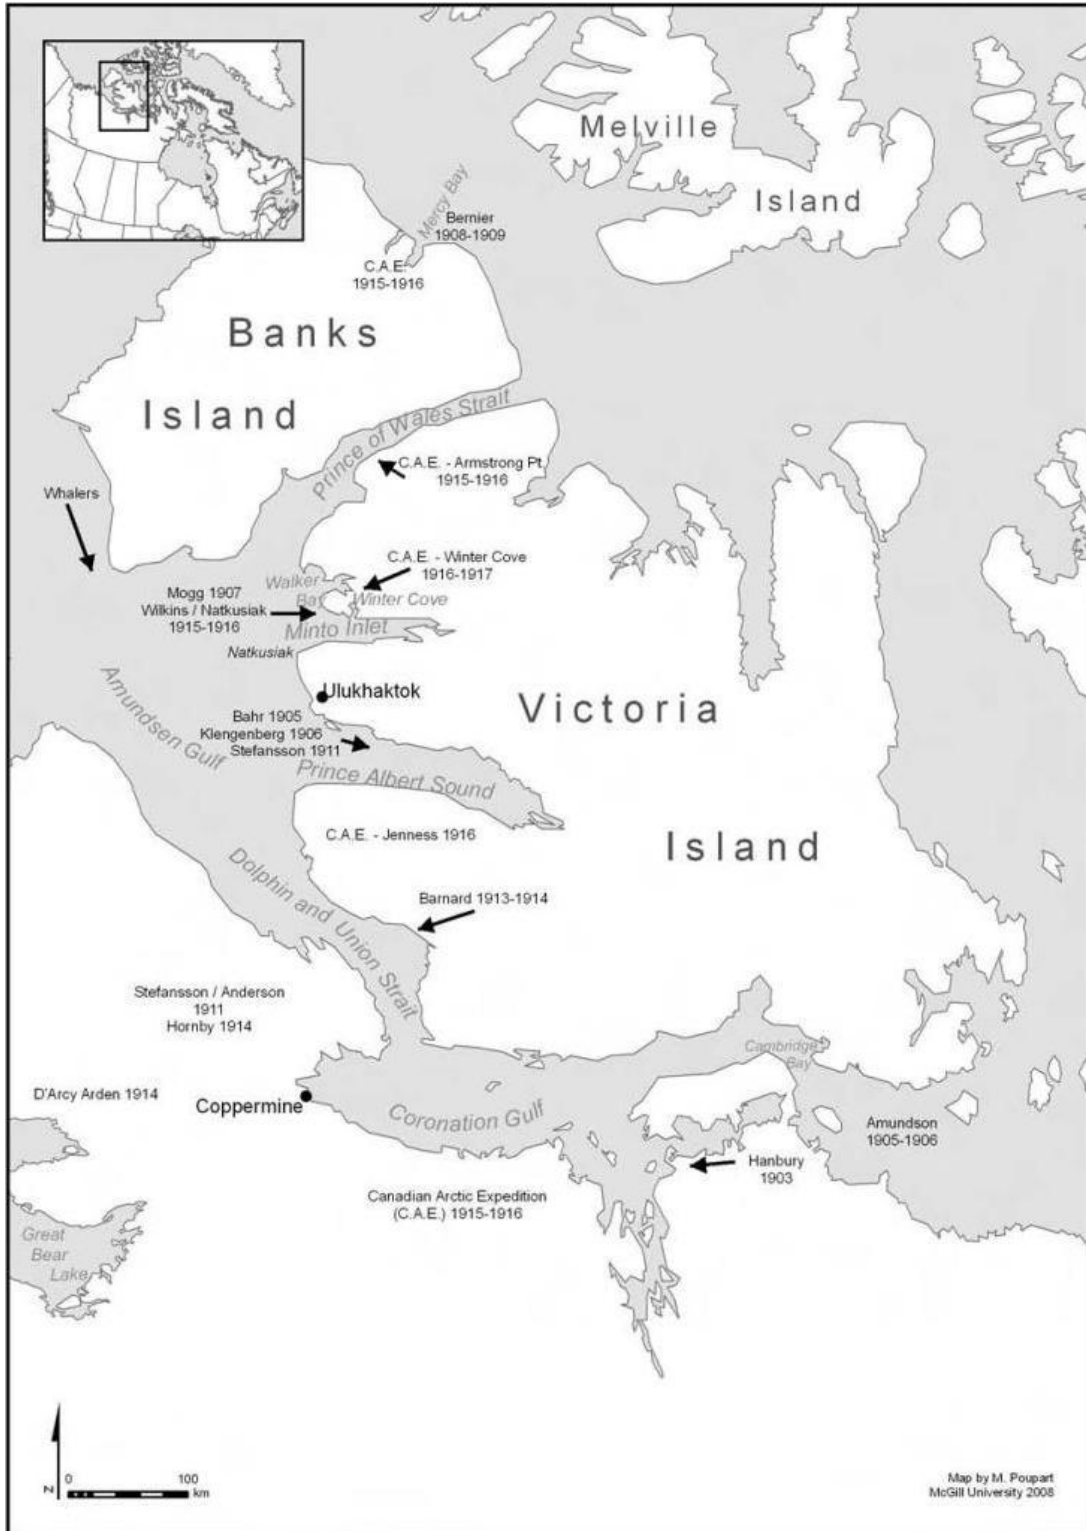 Melville
Island
Mercy Bay
Bernier
1908-1909
C.A.E.
1915-1916
Banks
Island
Prince of Wales Strait
C.A.E. - Armstrong Pt.
1915-1916
Whalers
C.A.E. - Winter Cove
1916-1917
Walker
Bay
Winter Cove
Mogg 1907
Wilkins / Natkusiak
1915-1916
Minto Inlet
Natkusiak
Ulukhaktok
Amundsen Gulf
Victoria
Island
Bahr 1905
Klengenberg 1906
Stefansson 1911
Prince Albert Sound
C.A.E. - Jenness 1916
Dolphin and Union Strait
Barnard 1913-1914
Stefansson / Anderson
1911
Hornby 1914
Cambridge
Bay
D'Arcy Arden 1914
Coppermine
Coronation Gulf
Amundson
1905-1906
Hanbury
1903
Canadian Arctic Expedition
(C.A.E.) 1915-1916
Great
Bear
Lake
N
0 100
km
Map by M. Poupart
McGill University 2008